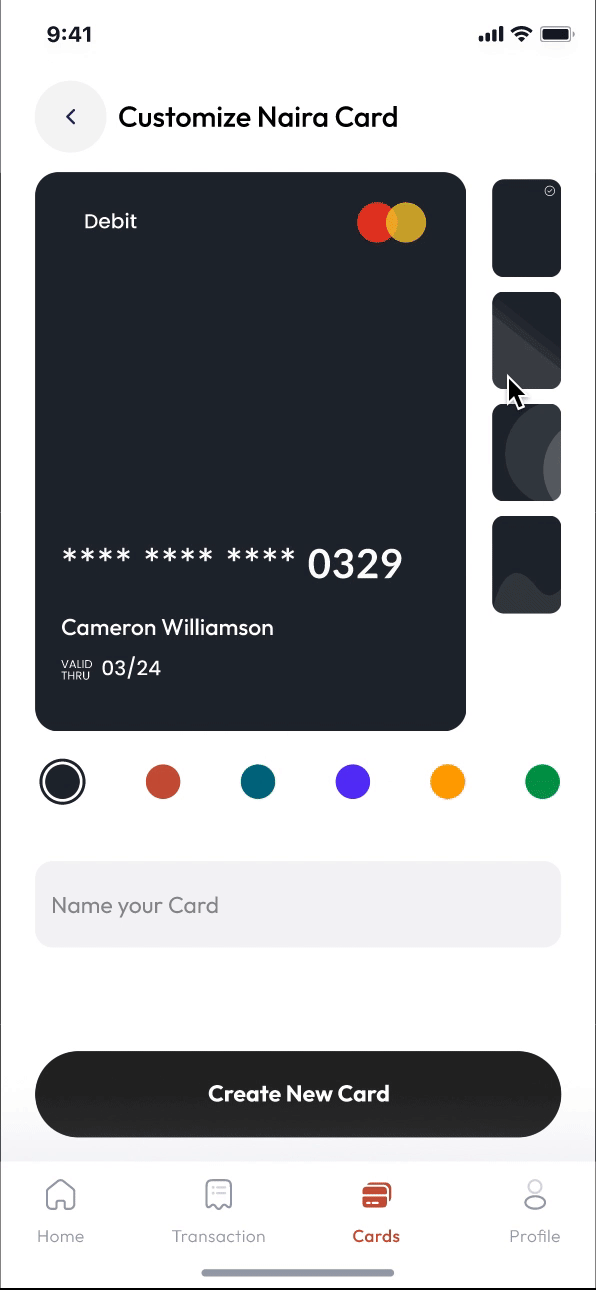 9:41
Customize Naira Card
Debit
**** **** **** 0329
Cameron Williamson
VALID THRU 03/24
Name your Card
Create New Card
Home Transaction Cards Profile